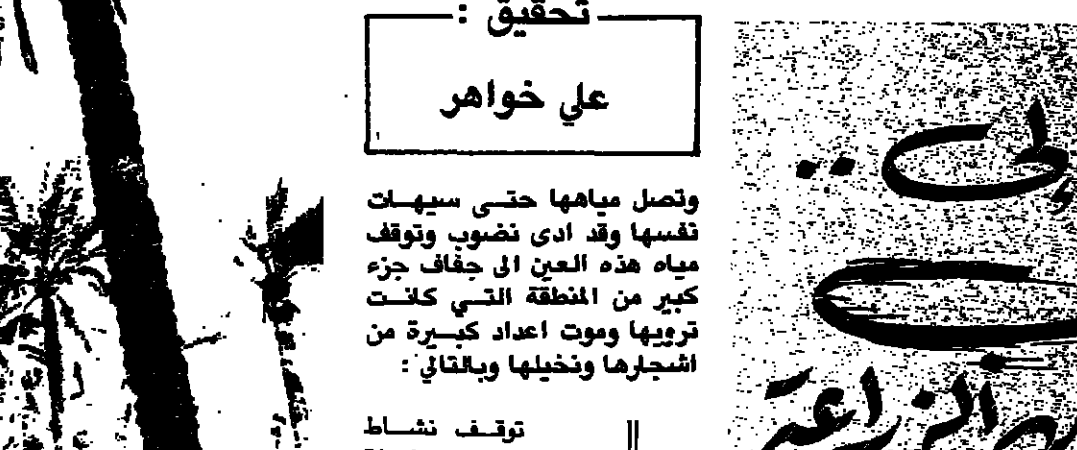 تحقيق :
علي خواهر
وتصل مياهها حتى سيهات
نفسها وقد ادى نضوب وتوقف
مياه هذه العين الى جفاف جزء
كبير من المنطقة التي كانت
ترويها وموت اعداد كبيرة من
اشجارها ونخيلها وبالتالي :
توقف نشاط
الزراعة